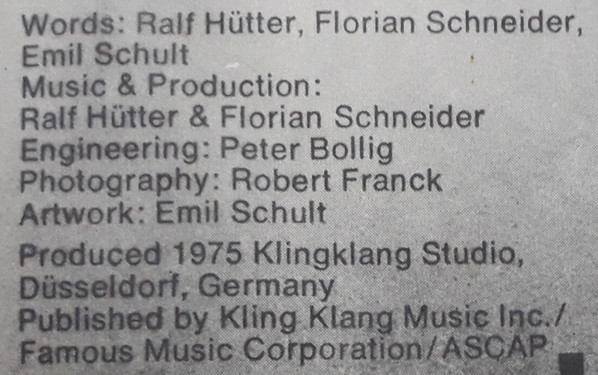 Words: Ralf Hütter, Florian Schneider,
Emil Schult
Music & Production:
Ralf Hütter & Florian Schneider
Engineering: Peter Bollig
Photography: Robert Franck
Artwork: Emil Schult
Produced 1975 Klingklang Studio,
Düsseldorf, Germany
Published by Kling Klang Music Inc./
Famous Music Corporation/ASCAP